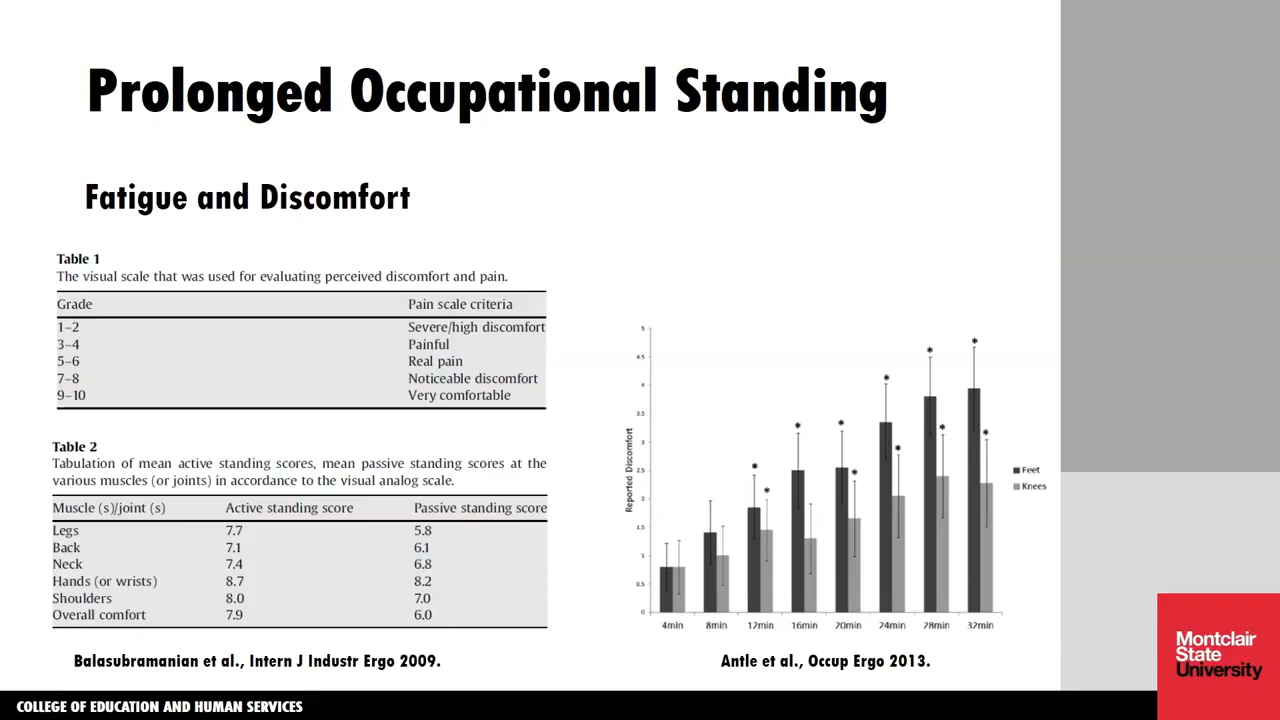 Prolonged Occupational Standing
Fatigue and Discomfort
Table 1
The visual scale that was used for evaluating perceived discomfort and pain.
Grade Pain scale criteria
1–2 Severe/high discomfort
3–4 Painful
5–6 Real pain
7–8 Noticeable discomfort
9–10 Very comfortable
Table 2
Tabulation of mean active standing scores, mean passive standing scores at the
various muscles (or joints) in accordance to the visual analog scale.
Muscle (s)/joint (s) Active standing score Passive standing score
Legs 7.7 5.8
Back 7.1 6.1
Neck 7.4 6.8
Hands (or wrists) 8.7 8.2
Shoulders 8.0 7.0
Overall comfort 7.9 6.0
Balasubramanian et al., Intern J Industr Ergo 2009.
Reported Discomfort
5
4.5
4
3.5
3
2.5
2
1.5
1
0.5
0
* * * * * * * * * * *
4min 8min 12min 16min 20min 24min 28min 32min
Feet
Knees
Antle et al., Occup Ergo 2013.
Montclair
State
University
COLLEGE OF EDUCATION AND HUMAN SERVICES